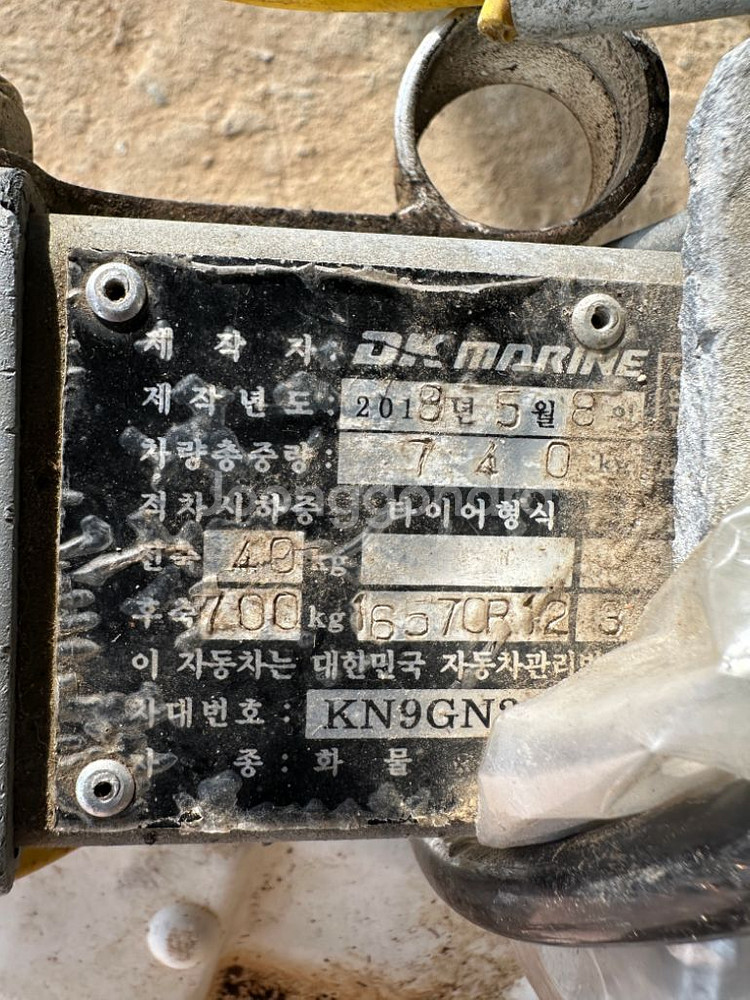 제 작 자 : DK MARINE
제작년도 : 2018년 5월 8일
차량총중량 : 740 kg
적차시하중 타이어형식
전축 40 kg
후축 700 kg 16570R12 3
이 자동차는 대한민국 자동차관리법
차대번호 : KN9GN
차 종 : 화 물